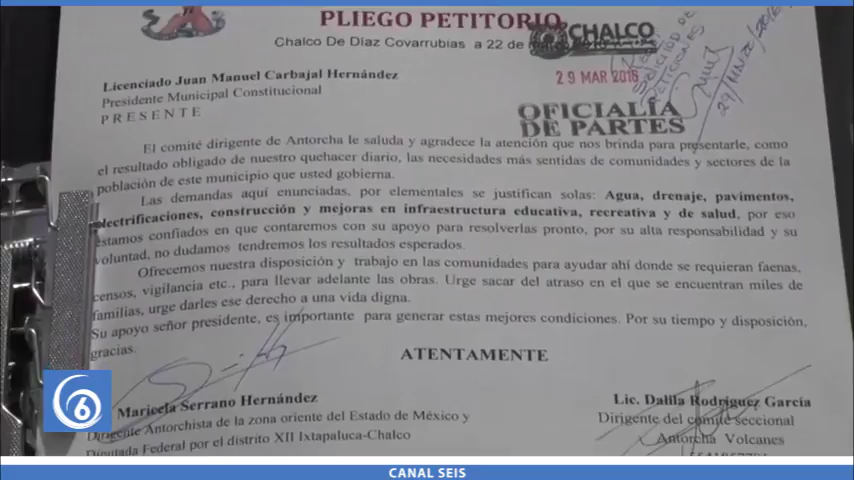 PLIEGO PETITORIO
CHALCO
Chalco De Díaz Covarrubias a 22 de
29 MAR 2016
Licenciado Juan Manuel Carbajal Hernández
Presidente Municipal Constitucional
PRESENTE
OFICIALIA
DE PARTES
El comité dirigente de Antorcha le saluda y agradece la atención que nos brinda para presentarle, como
el resultado obligado de nuestro quehacer diario, las necesidades más sentidas de comunidades y sectores de la
población de este municipio que usted gobierna.
Las demandas aquí enunciadas, por elementales se justifican solas: Agua, drenaje, pavimentos,
electrificaciones, construcción y mejoras en infraestructura educativa, recreativa y de salud, por eso
estamos confiados en que contaremos con su apoyo para resolverlas pronto, por su alta responsabilidad y su
voluntad, no dudamos tendremos los resultados esperados.
Ofrecemos nuestra disposición y trabajo en las comunidades para ayudar ahí donde se requieran faenas,
censos, vigilancia etc., para llevar adelante las obras. Urge sacar del atraso en el que se encuentran miles de
familias, urge darles ese derecho a una vida digna.
Su apoyo señor presidente, es importante para generar estas mejores condiciones. Por su tiempo y disposición,
gracias.
ATENTAMENTE
Maricela Serrano Hernández
Dirigente Antorchista de la zona oriente del Estado de México y
Diputada Federal por el distrito XII Ixtapaluca-Chalco
Lic. Dalila Rodríguez García
Dirigente del comité seccional
Antorcha Volcanes
6
CANAL SEIS